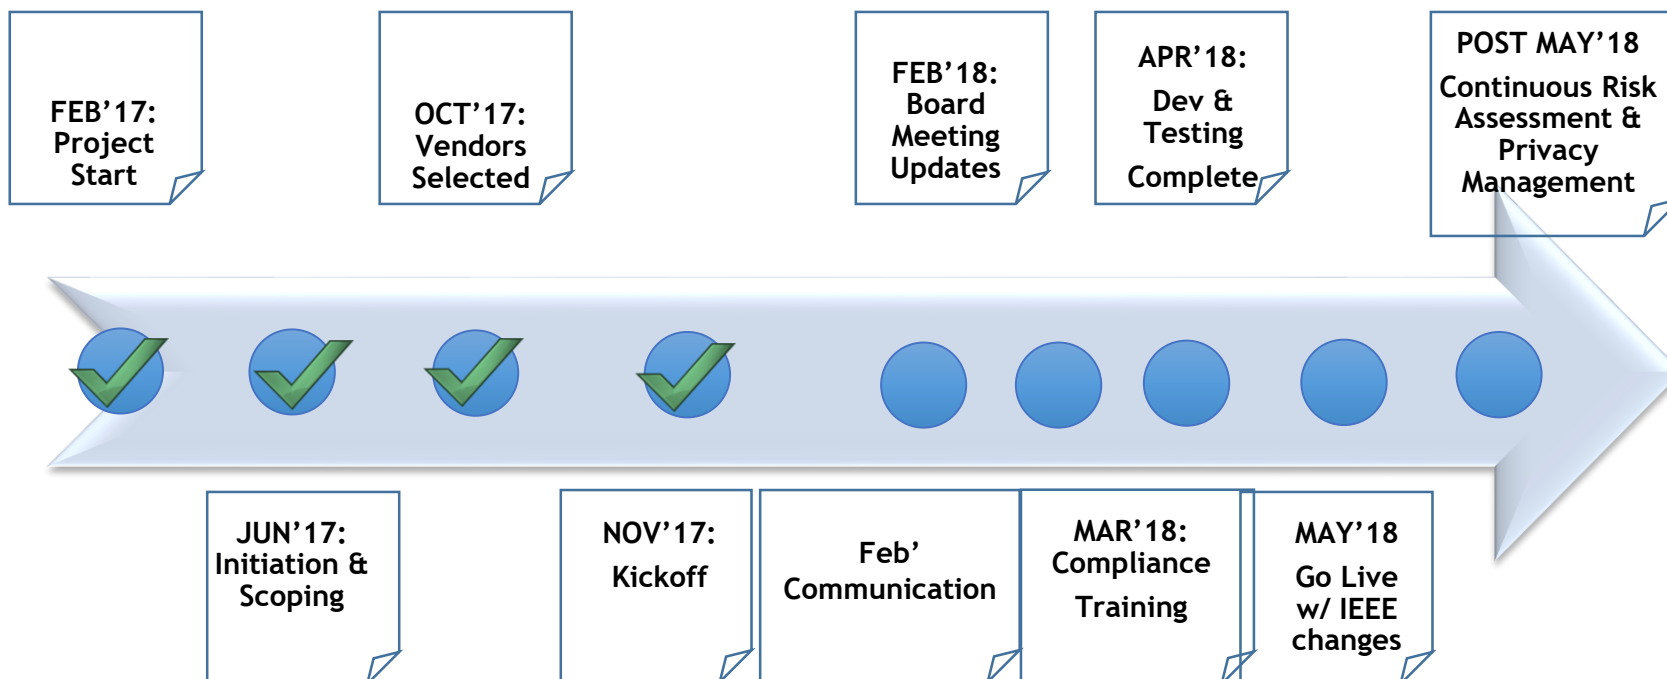 FEB’17:
Project
Start
OCT’17:
Vendors
Selected
FEB’18:
Board
Meeting
Updates
APR’18:
Dev &
Testing
Complete
POST MAY’18
Continuous Risk
Assessment &
Privacy
Management
JUN’17:
Initiation &
Scoping
NOV’17:
Kickoff
Feb’
Communication
MAR’18:
Compliance
Training
MAY’18
Go Live
w/ IEEE
changes